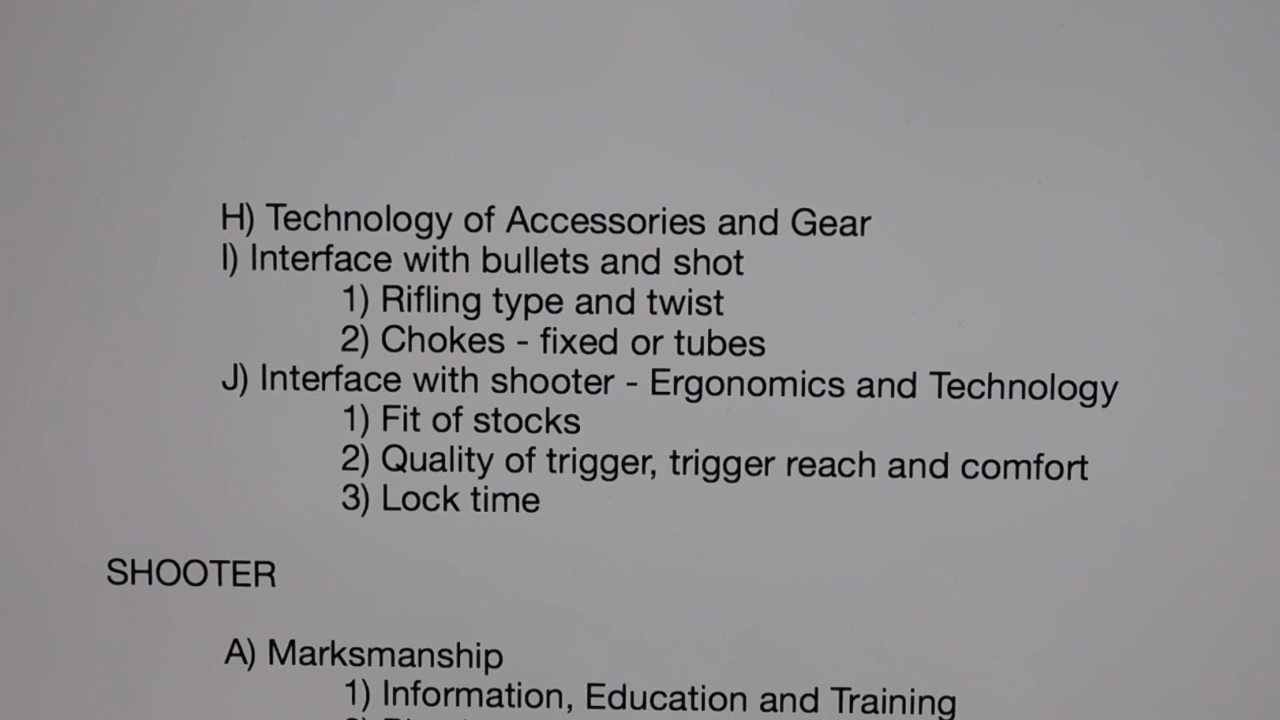 H) Technology of Accessories and Gear
I) Interface with bullets and shot
1) Rifling type and twist
2) Chokes - fixed or tubes
J) Interface with shooter - Ergonomics and Technology
1) Fit of stocks
2) Quality of trigger, trigger reach and comfort
3) Lock time
SHOOTER
A) Marksmanship
1) Information, Education and Training